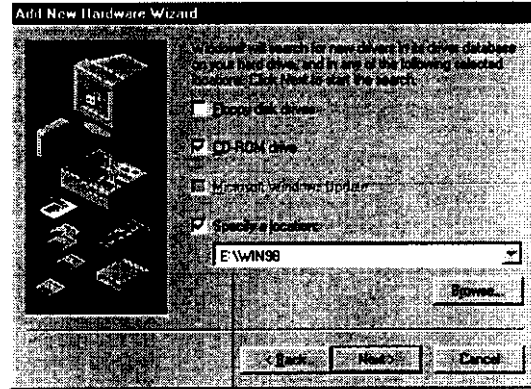 Add New Hardware Wizard
Windows will search for new drivers in its driver database
on your hard drive, and in any of the following selected
locations. Click Next to start the search.
Floppy disk drives
CD-ROM drive
Microsoft Windows Update
Specify a location:
E:\WIN98
Browse...
< Back
Next >
Cancel